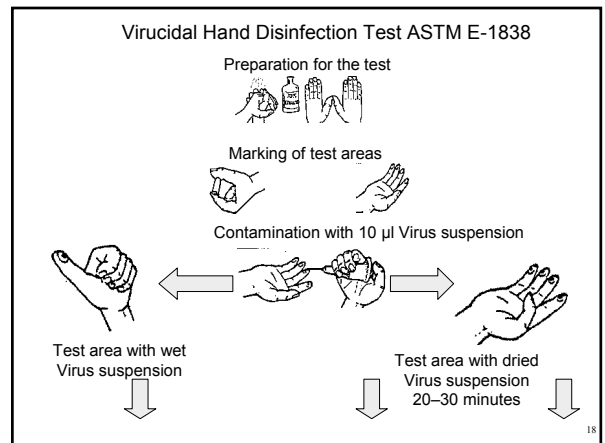 Virucidal Hand Disinfection Test ASTM E-1838
Preparation for the test
Marking of test areas
Contamination with 10 µl Virus suspension
Test area with wet
Virus suspension
Test area with dried
Virus suspension
20–30 minutes
18